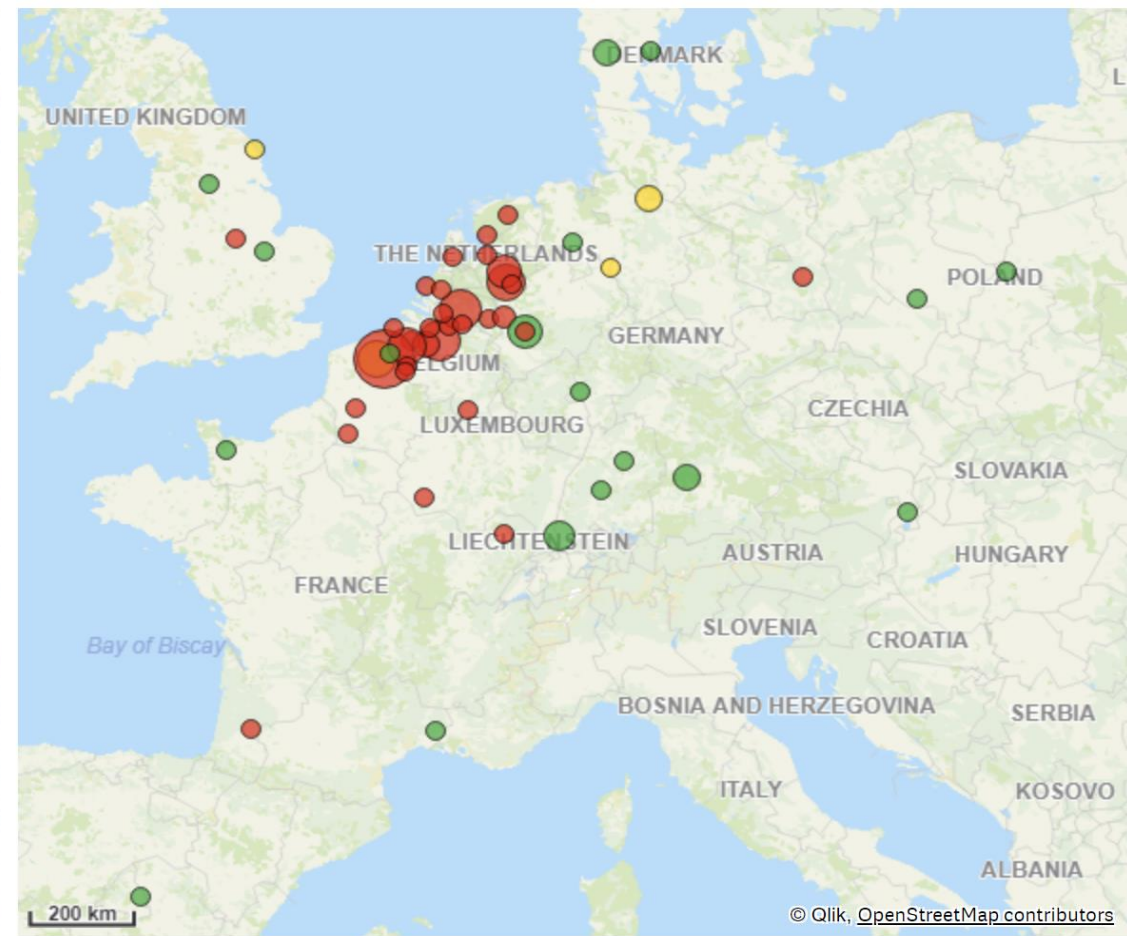 DENMARK
L
UNITED KINGDOM
THE NETHERLANDS
POLAND
GERMANY
BELGIUM
CZECHIA
LUXEMBOURG
SLOVAKIA
LIECHTENSTEIN
AUSTRIA
HUNGARY
FRANCE
SLOVENIA
CROATIA
Bay of Biscay
BOSNIA AND HERZEGOVINA
SERBIA
ITALY
KOSOVO
ALBANIA
200 km
© Qlik, OpenStreetMap contributors